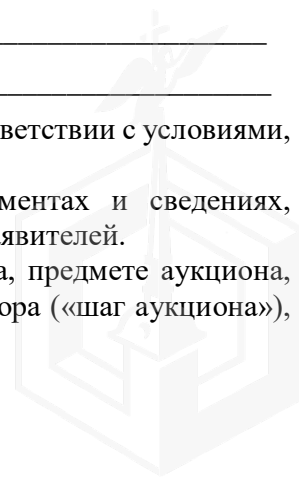 ветствии с условиями,
ментах и сведениях,
явителей.
а, предмете аукциона,
ора («шаг аукциона»),